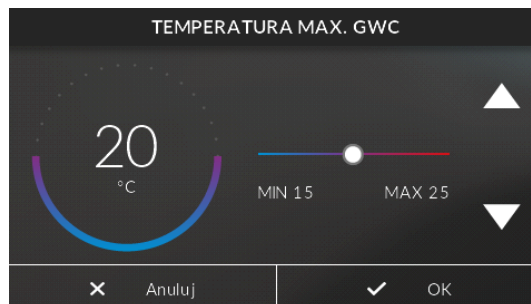 TEMPERATURA MAX. GWC
20
°C
MIN 15 MAX 25
Anuluj OK